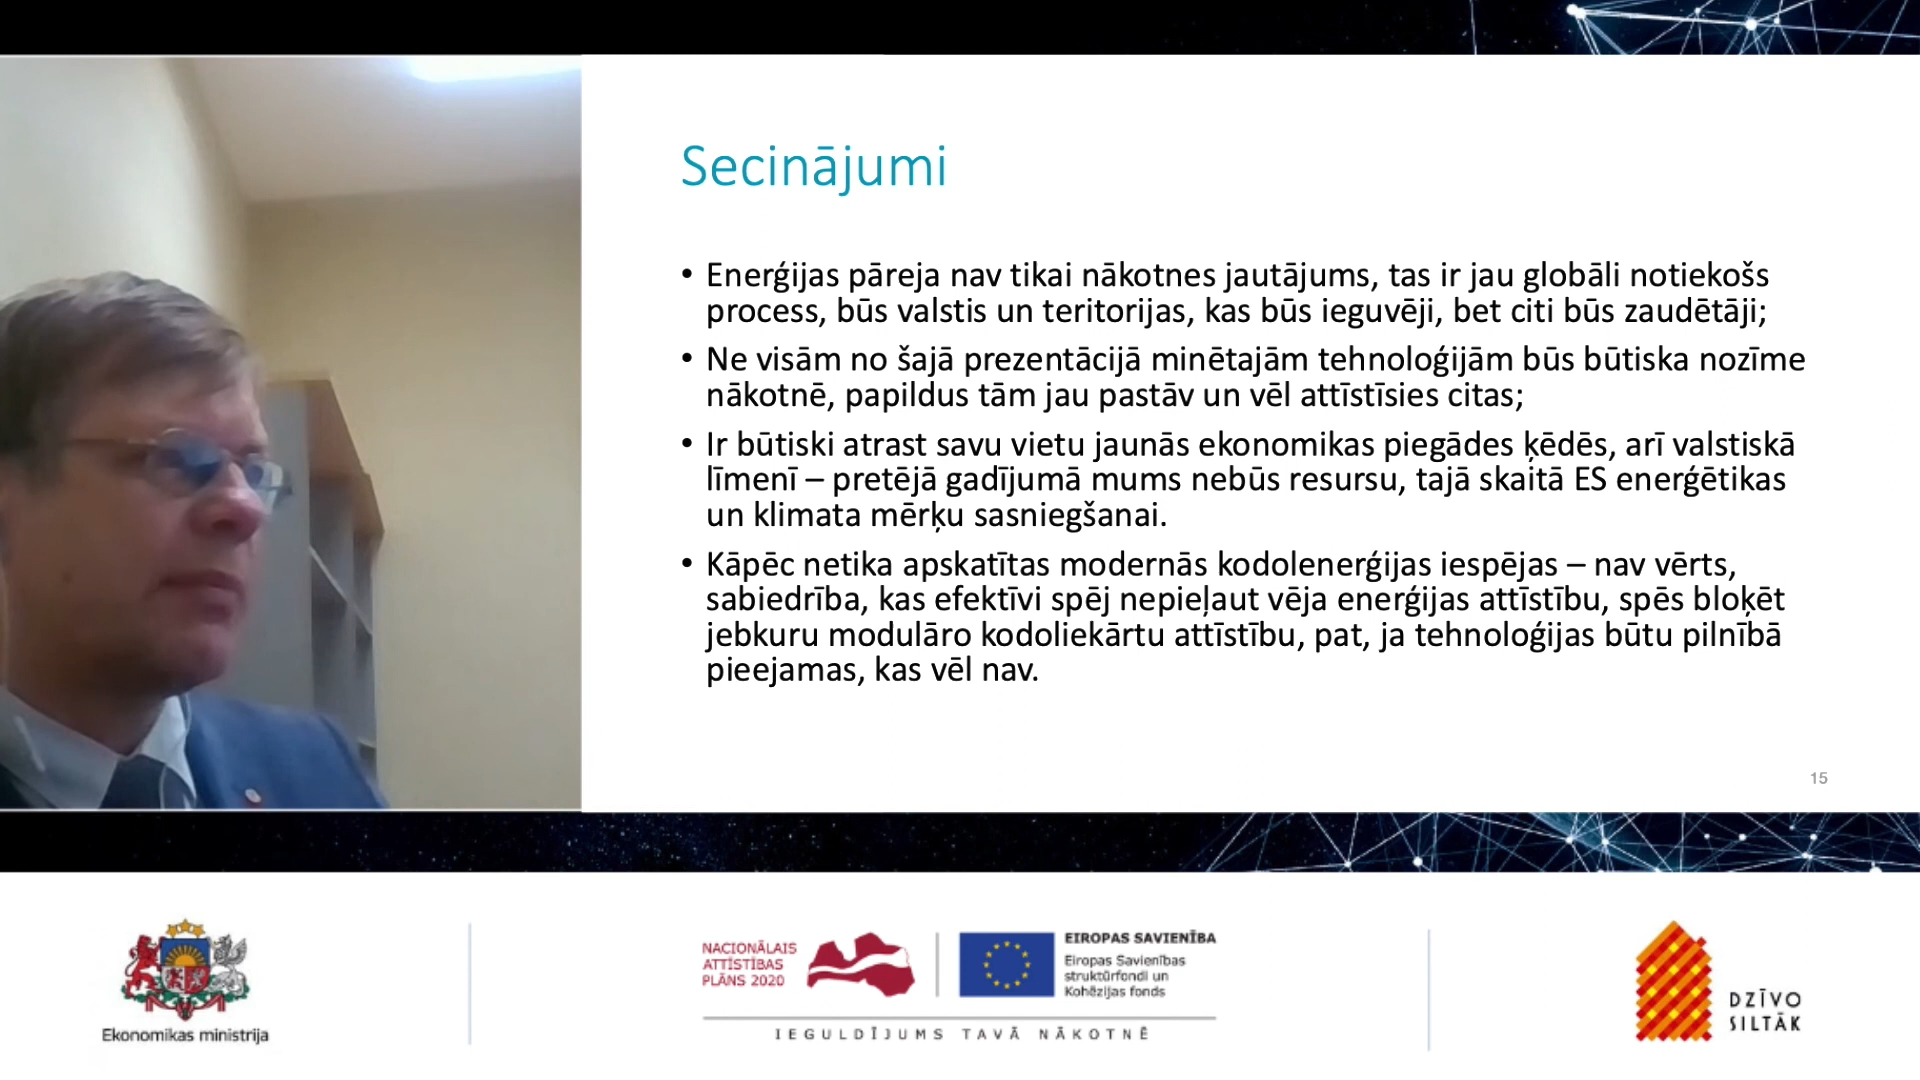 Secinājumi
• Enerģijas pāreja nav tikai nākotnes jautājums, tas ir jau globāli notiekošs
process, būs valstis un teritorijas, kas būs ieguvēji, bet citi būs zaudētāji;
• Ne visām no šajā prezentācijā minētajām tehnoloģijām būs būtiska nozīme
nākotnē, papildus tām jau pastāv un vēl attīstīsies citas;
• Ir būtiski atrast savu vietu jaunās ekonomikas piegādes ķēdēs, arī valstiskā
līmenī – pretējā gadījumā mums nebūs resursu, tajā skaitā ES enerģētikas
un klimata mērķu sasniegšanai.
• Kāpēc netika apskatītas modernās kodolenerģijas iespējas – nav vērts,
sabiedrība, kas efektīvi spēj nepieļaut vēja enerģijas attīstību, spēs bloķēt
jebkuru modulāro kodoliekārtu attīstību, pat, ja tehnoloģijas būtu pilnībā
pieejamas, kas vēl nav.
15
Ekonomikas ministrija
NACIONĀLAIS
ATTĪSTĪBAS
PLĀNS 2020
EIROPAS SAVIENĪBA
Eiropas Savienības
struktūrfondi un
Kohēzijas fonds
IEGULDĪJUMS TAVĀ NĀKOTNĒ
DZĪVO
SILTĀK